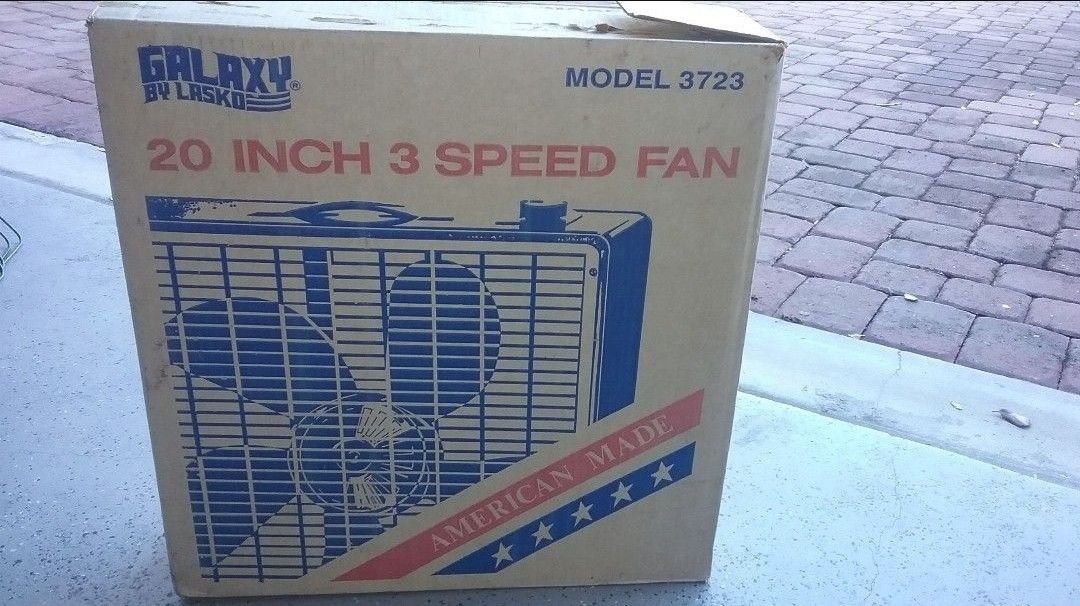 GALAXY®
BY LASKO
MODEL 3723
20 INCH 3 SPEED FAN
AMERICAN MADE